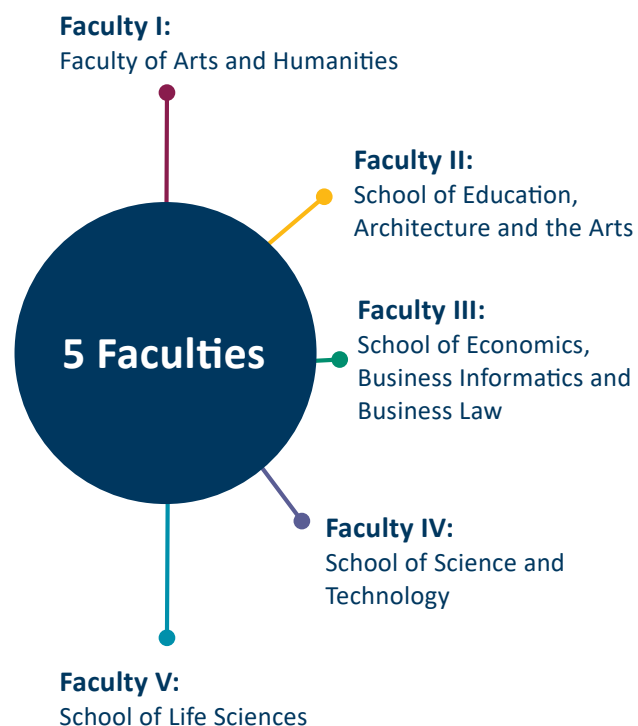 Faculty I:
Faculty of Arts and Humanities
Faculty II:
School of Education,
Architecture and the Arts
5 Faculties
Faculty III:
School of Economics,
Business Informatics and
Business Law
Faculty IV:
School of Science and
Technology
Faculty V:
School of Life Sciences